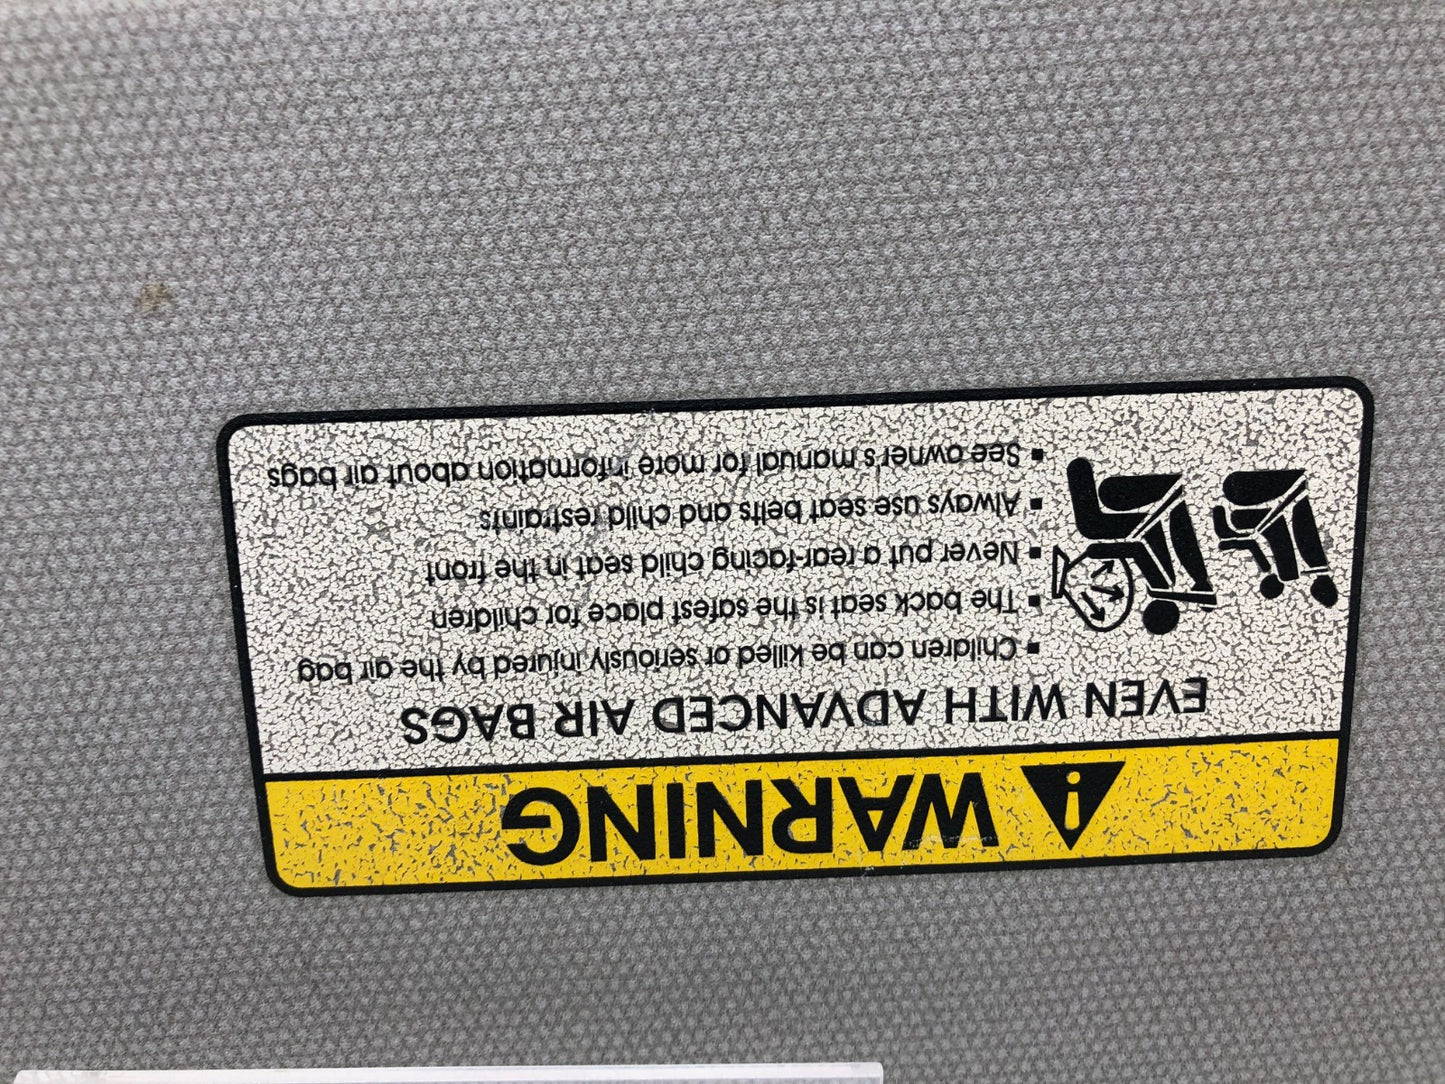 WARNING
EVEN WITH ADVANCED AIR BAGS
▪ Children can be killed or seriously injured by the air bag
▪ The back seat is the safest place for children
▪ Never put a rear-facing child seat in the front
▪ Always use seat belts and child restraints
▪ See owner's manual for more information about air bags